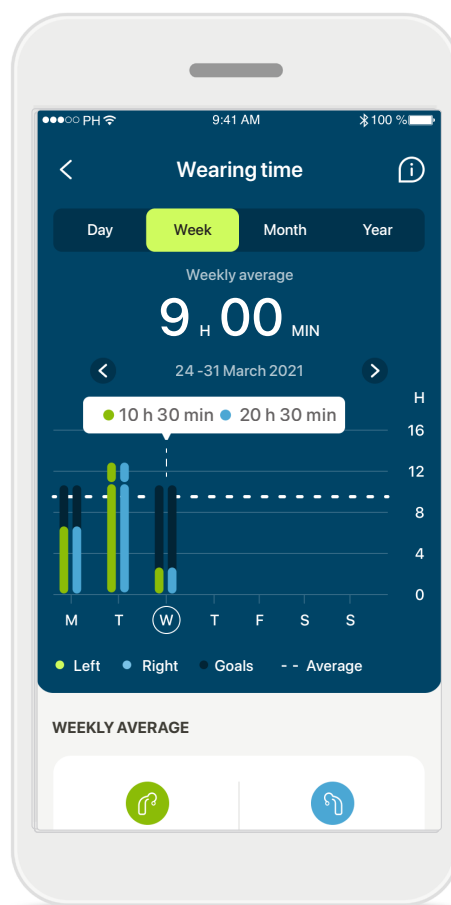 PH 9:41 AM 100 %
Wearing time
Day Week Month Year
Weekly average
9 H 00 MIN
24 -31 March 2021
H
10 h 30 min 20 h 30 min
16
12
8
4
0
M T W T F S S
Left Right Goals - - Average
WEEKLY AVERAGE